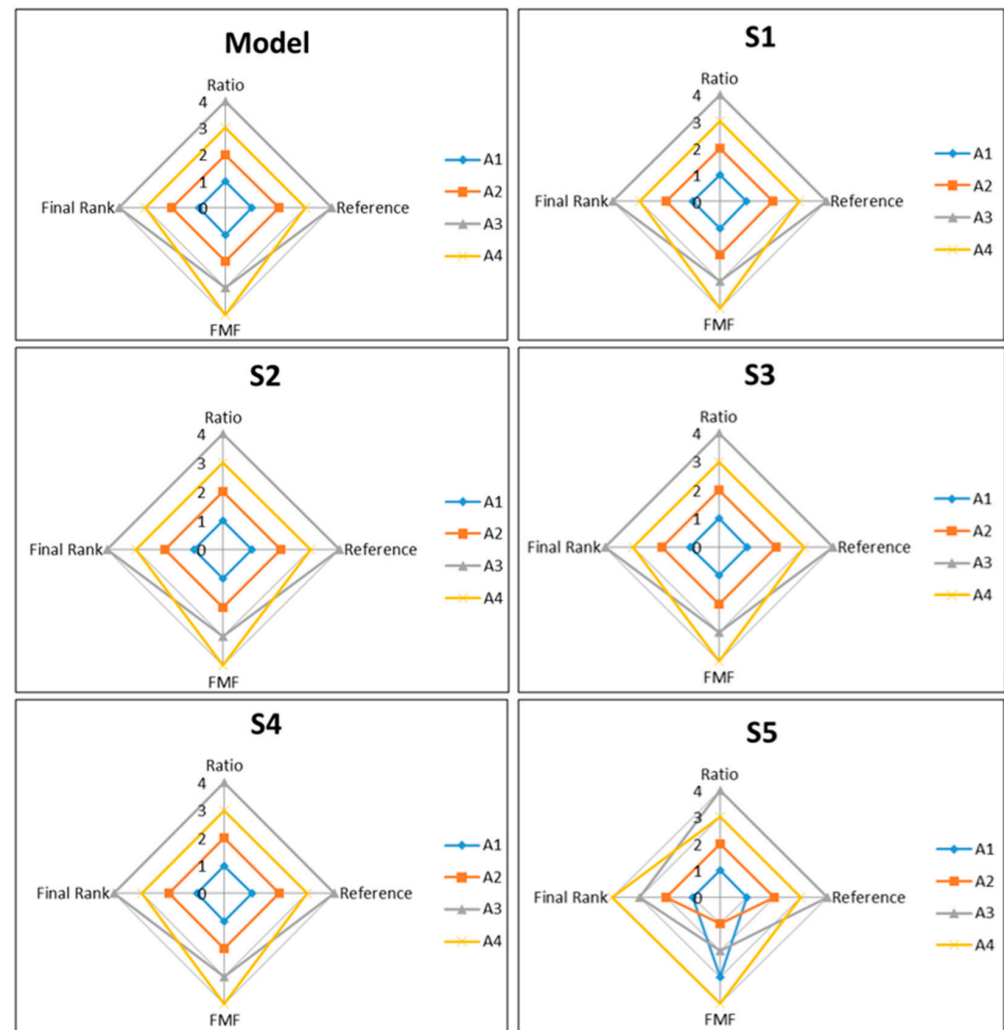 Model
Ratio
4
3
2
1
0
Final Rank
Reference
FMF
A1
A2
A3
A4
S1
Ratio
4
3
2
1
0
Final Rank
Reference
FMF
A1
A2
A3
A4
S2
Ratio
4
3
2
1
0
Final Rank
Reference
FMF
A1
A2
A3
A4
S3
Ratio
4
3
2
1
0
Final Rank
Reference
FMF
A1
A2
A3
A4
S4
Ratio
4
3
2
1
0
Final Rank
Reference
FMF
A1
A2
A3
A4
S5
Ratio
4
3
2
1
0
Final Rank
Reference
FMF
A1
A2
A3
A4